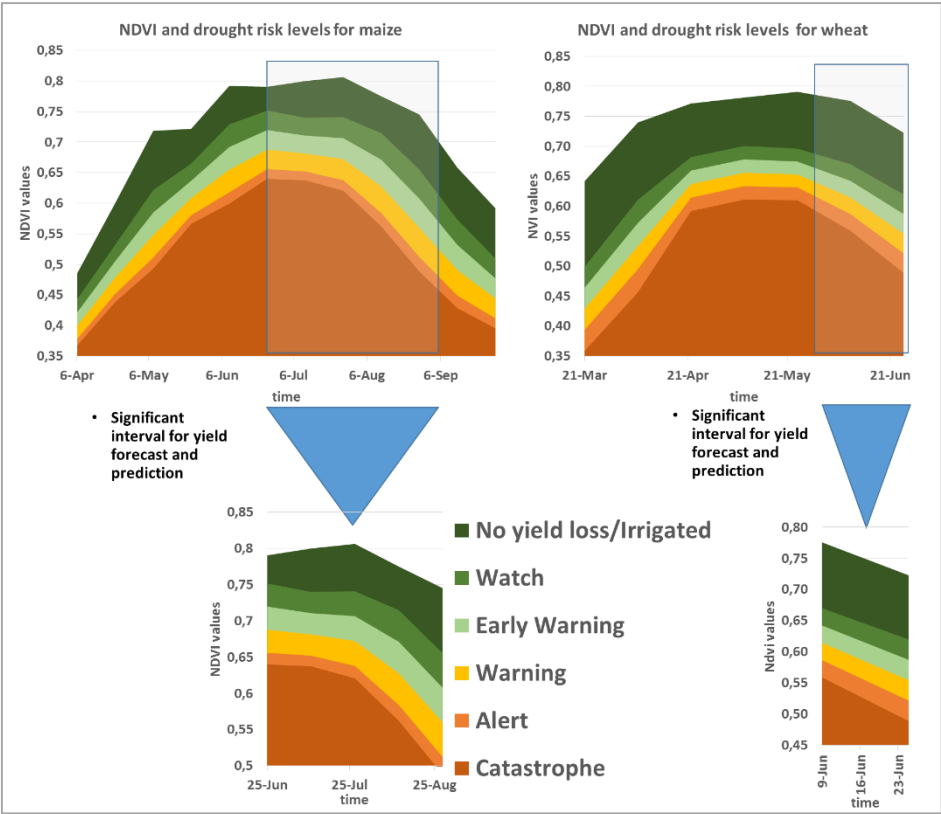 NDVI and drought risk levels for maize
0,85
0,8
0,75
0,7
0,65
0,6
0,55
0,5
0,45
0,4
0,35
NDVI values
6-Apr 6-May 6-Jun 6-Jul 6-Aug 6-Sep
time
NDVI and drought risk levels for wheat
0,85
0,80
0,75
0,70
0,65
0,60
0,55
0,50
0,45
0,40
0,35
NVI values
21-Mar 21-Apr 21-May 21-Jun
time
• Significant
interval for yield
forecast and
prediction
• Significant
interval for yield
forecast and
prediction
0,85
0,8
0,75
0,7
0,65
0,6
0,55
0,5
NDVI values
25-Jun 25-Jul 25-Aug
time
No yield loss/Irrigated
Watch
Early Warning
Warning
Alert
Catastrophe
0,80
0,75
0,70
0,65
0,60
0,55
0,50
0,45
Ndvi values
9-Jun
16-Jun
23-Jun
time